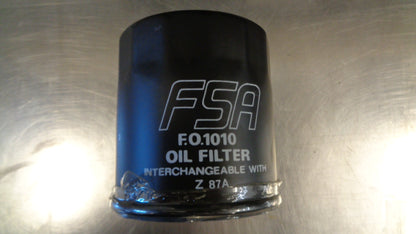 FSA
F.O.1010
OIL FILTER
INTERCHANGEABLE WITH
Z 87A